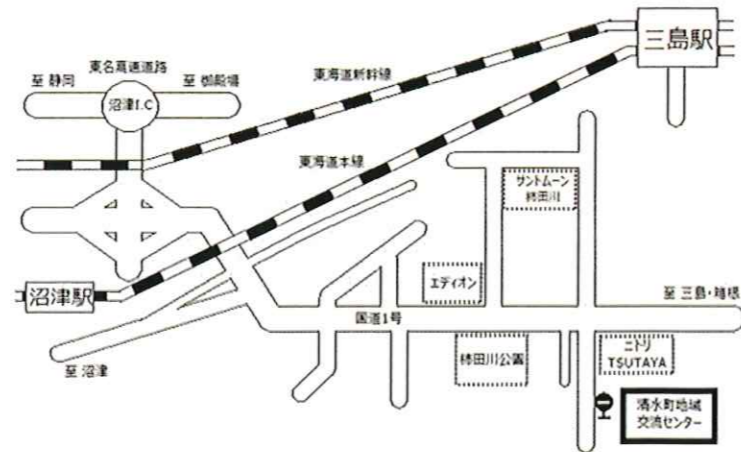 三島駅
東名高速道路
至 静岡
沼津I.C
至 御殿場
東海道新幹線
東海道本線
サントムーン
柿田川
エディオン
沼津駅
至 三島・箱根
国道1号
至 沼津
柿田川公園
ニトリ
TSUTAYA
清水町地域
交流センター